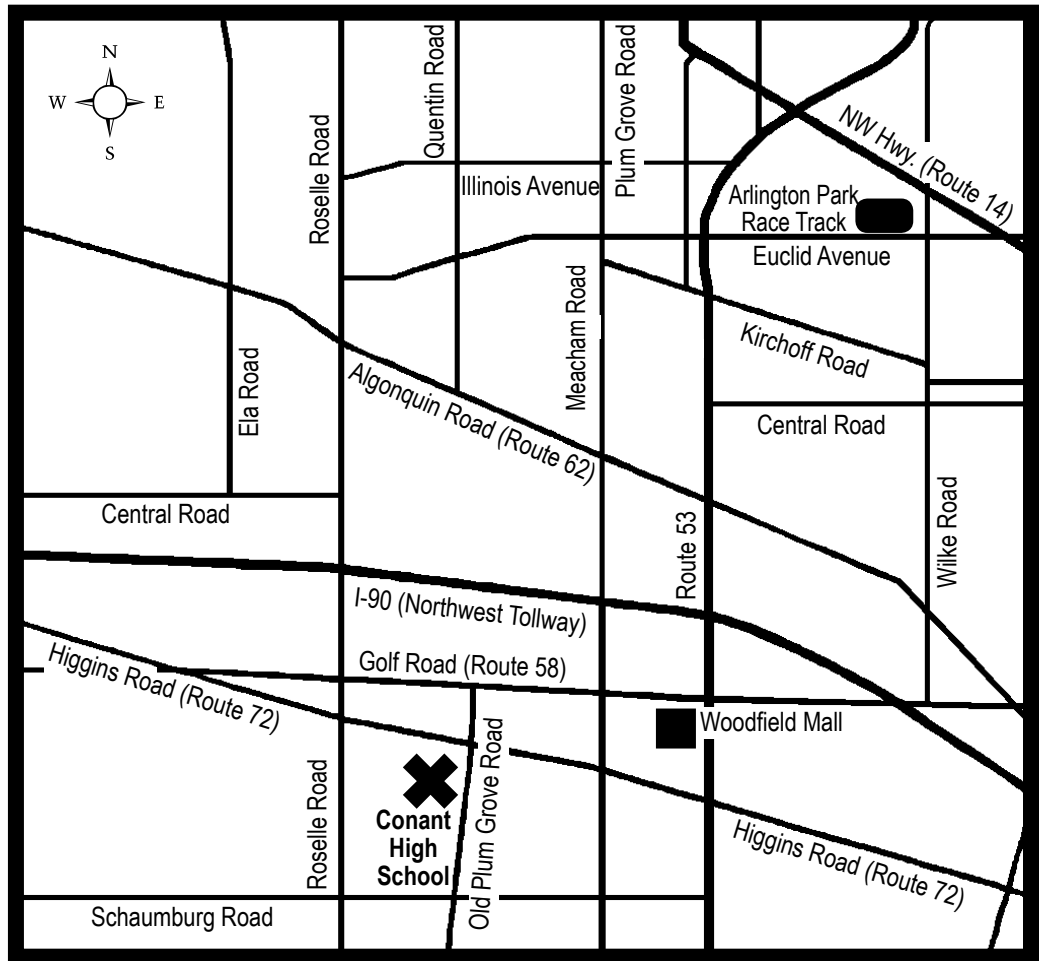 N
W E
S
Roselle Road
Quentin Road
Plum Grove Road
NW Hwy. (Route 14)
Illinois Avenue
Arlington Park
Race Track
Euclid Avenue
Meacham Road
Kirchoff Road
Ela Road
Algonquin Road (Route 62)
Central Road
Central Road
Route 53
Wilke Road
I-90 (Northwest Tollway)
Golf Road (Route 58)
Higgins Road (Route 72)
Woodfield Mall
Roselle Road
Conant
High
School
Old Plum Grove Road
Higgins Road (Route 72)
Schaumburg Road